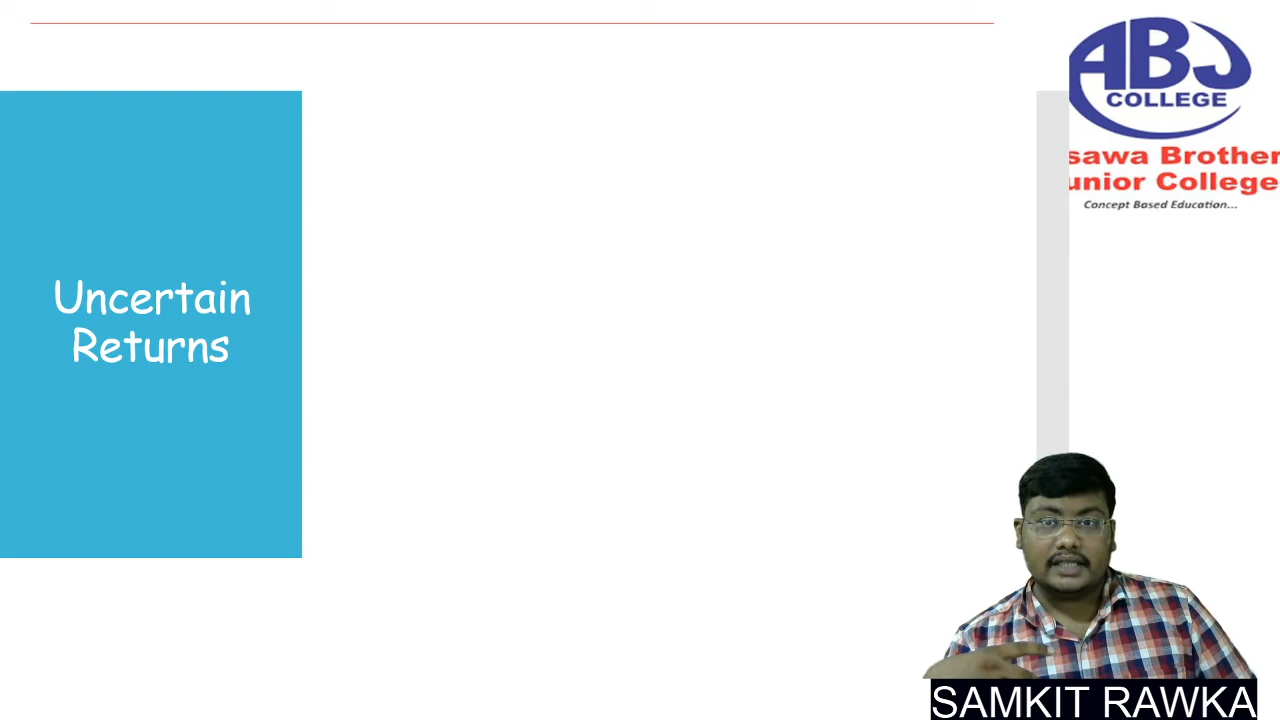 ABJ
COLLEGE
sawa Brother
unior College
Concept Based Education...
Uncertain
Returns
SAMKIT RAWKA